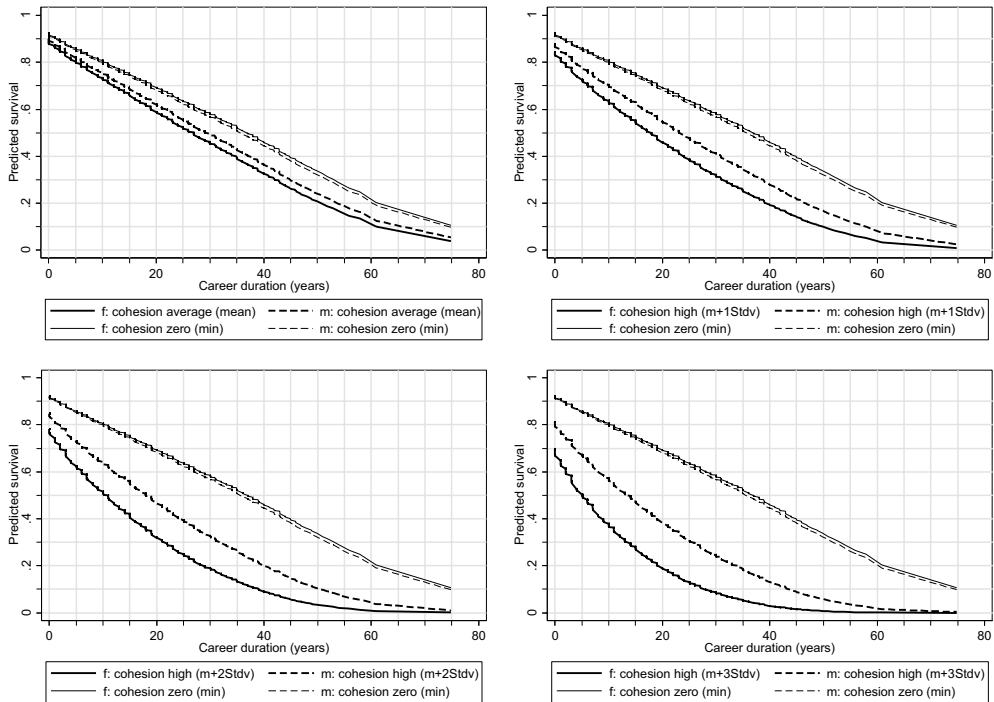 1
.8
.6
.4
.2
0
Predicted survival
0 20 40 60 80
Career duration (years)
f: cohesion average (mean) m: cohesion average (mean)
f: cohesion zero (min) m: cohesion zero (min)
1
.8
.6
.4
.2
0
Predicted survival
0 20 40 60 80
Career duration (years)
f: cohesion high (m+1Stdv) m: cohesion high (m+1Stdv)
f: cohesion zero (min) m: cohesion zero (min)
1
.8
.6
.4
.2
0
Predicted survival
0 20 40 60 80
Career duration (years)
f: cohesion high (m+2Stdv) m: cohesion high (m+2Stdv)
f: cohesion zero (min) m: cohesion zero (min)
1
.8
.6
.4
.2
0
Predicted survival
0 20 40 60 80
Career duration (years)
f: cohesion high (m+3Stdv) m: cohesion high (m+3Stdv)
f: cohesion zero (min) m: cohesion zero (min)